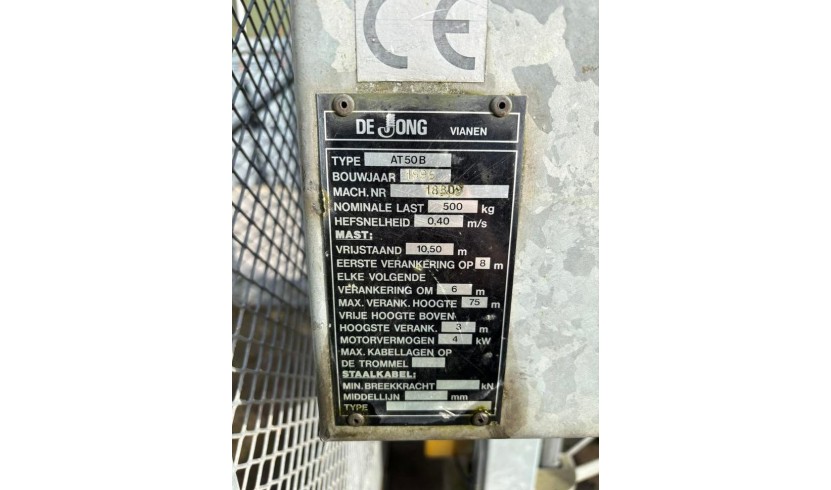 CE
DE JONG VIANEN
TYPE AT50B
BOUWJAAR
MACH. NR 18309
NOMINALE LAST 500 kg
HEFSNELHEID 0,40 m/s
MAST:
VRIJSTAAND 10,50 m
EERSTE VERANKERING OP 8 m
ELKE VOLGENDE
VERANKERING OM 6 m
MAX. VERANK. HOOGTE 75 m
VRIJE HOOGTE BOVEN
HOOGSTE VERANK. 3 m
MOTORVERMOGEN 4 kW
MAX. KABELLAGEN OP
DE TROMMEL
STAALKABEL:
MIN. BREEKKRACHT kN
MIDDELLIJN mm
TYPE